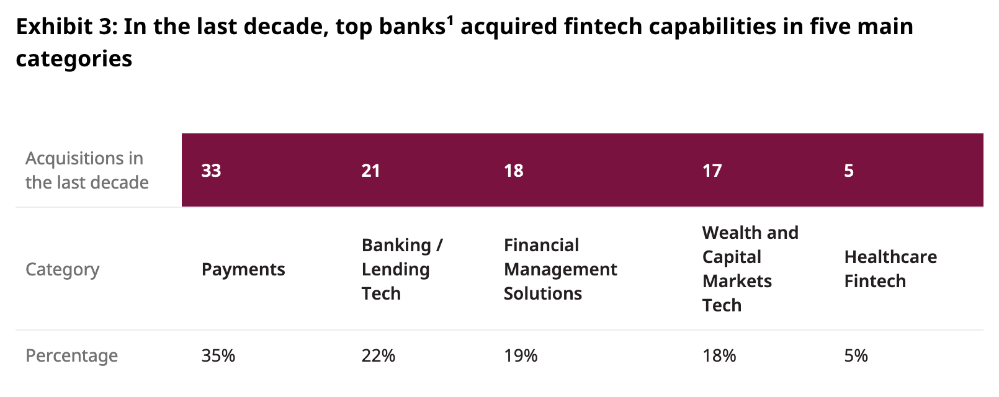 Exhibit 3: In the last decade, top banks¹ acquired fintech capabilities in five main
categories
Acquisitions in
the last decade
33
21
18
17
5
Category
Payments
Banking /
Lending
Tech
Financial
Management
Solutions
Wealth and
Capital
Markets
Tech
Healthcare
Fintech
Percentage
35%
22%
19%
18%
5%